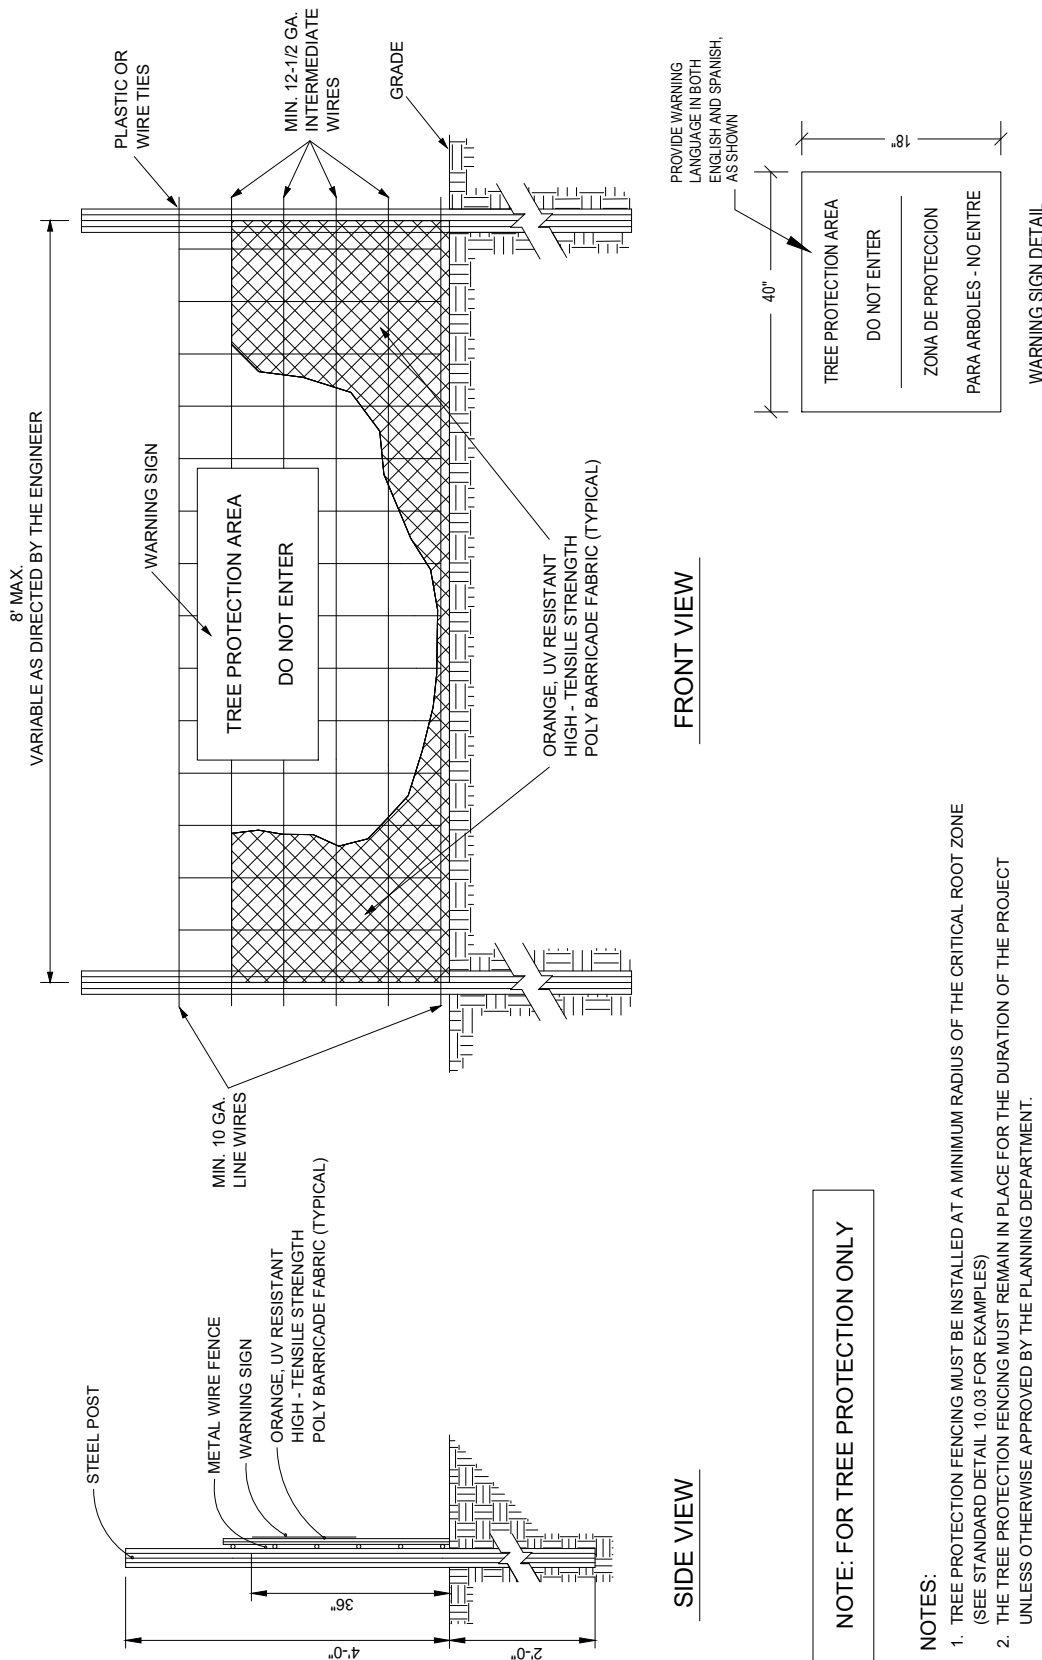 STEEL POST
METAL WIRE FENCE
WARNING SIGN
ORANGE, UV RESISTANT
HIGH - TENSILE STRENGTH
POLY BARRICADE FABRIC (TYPICAL)
4'-0"
36"
2'-0"
SIDE VIEW
8' MAX.
VARIABLE AS DIRECTED BY THE ENGINEER
WARNING SIGN
PLASTIC OR
WIRE TIES
MIN. 12-1/2 GA.
INTERMEDIATE
WIRES
GRADE
MIN. 10 GA.
LINE WIRES
TREE PROTECTION AREA
DO NOT ENTER
ORANGE, UV RESISTANT
HIGH - TENSILE STRENGTH
POLY BARRICADE FABRIC (TYPICAL)
FRONT VIEW
PROVIDE WARNING
LANGUAGE IN BOTH
ENGLISH AND SPANISH,
AS SHOWN
40"
18"
TREE PROTECTION AREA
DO NOT ENTER
ZONA DE PROTECCION
PARA ARBOLES - NO ENTRE
WARNING SIGN DETAIL
NOTE: FOR TREE PROTECTION ONLY
NOTES:
1. TREE PROTECTION FENCING MUST BE INSTALLED AT A MINIMUM RADIUS OF THE CRITICAL ROOT ZONE
(SEE STANDARD DETAIL 10.03 FOR EXAMPLES)
2. THE TREE PROTECTION FENCING MUST REMAIN IN PLACE FOR THE DURATION OF THE PROJECT
UNLESS OTHERWISE APPROVED BY THE PLANNING DEPARTMENT.